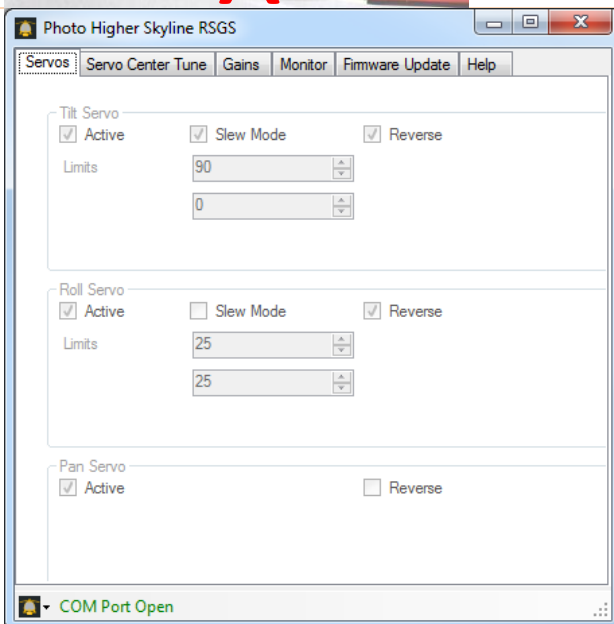 Photo Higher Skyline RSGS
Servos Servo Center Tune Gains Monitor Firmware Update Help
Tilt Servo
Active Slew Mode Reverse
Limits 90
0
Roll Servo
Active Slew Mode Reverse
Limits 25
25
Pan Servo
Active Reverse
COM Port Open